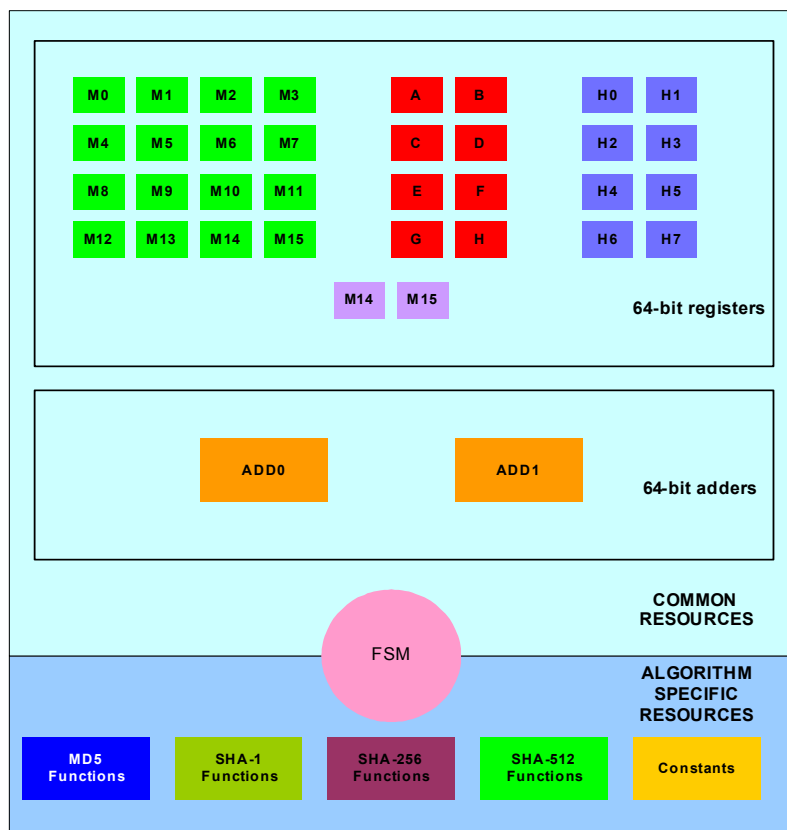 M0 M1 M2 M3 A B H0 H1
M4 M5 M6 M7 C D H2 H3
M8 M9 M10 M11 E F H4 H5
M12 M13 M14 M15 G H H6 H7
M14 M15
64-bit registers
ADD0 ADD1
64-bit adders
COMMON
RESOURCES
FSM
ALGORITHM
SPECIFIC
RESOURCES
MD5
Functions
SHA-1
Functions
SHA-256
Functions
SHA-512
Functions
Constants